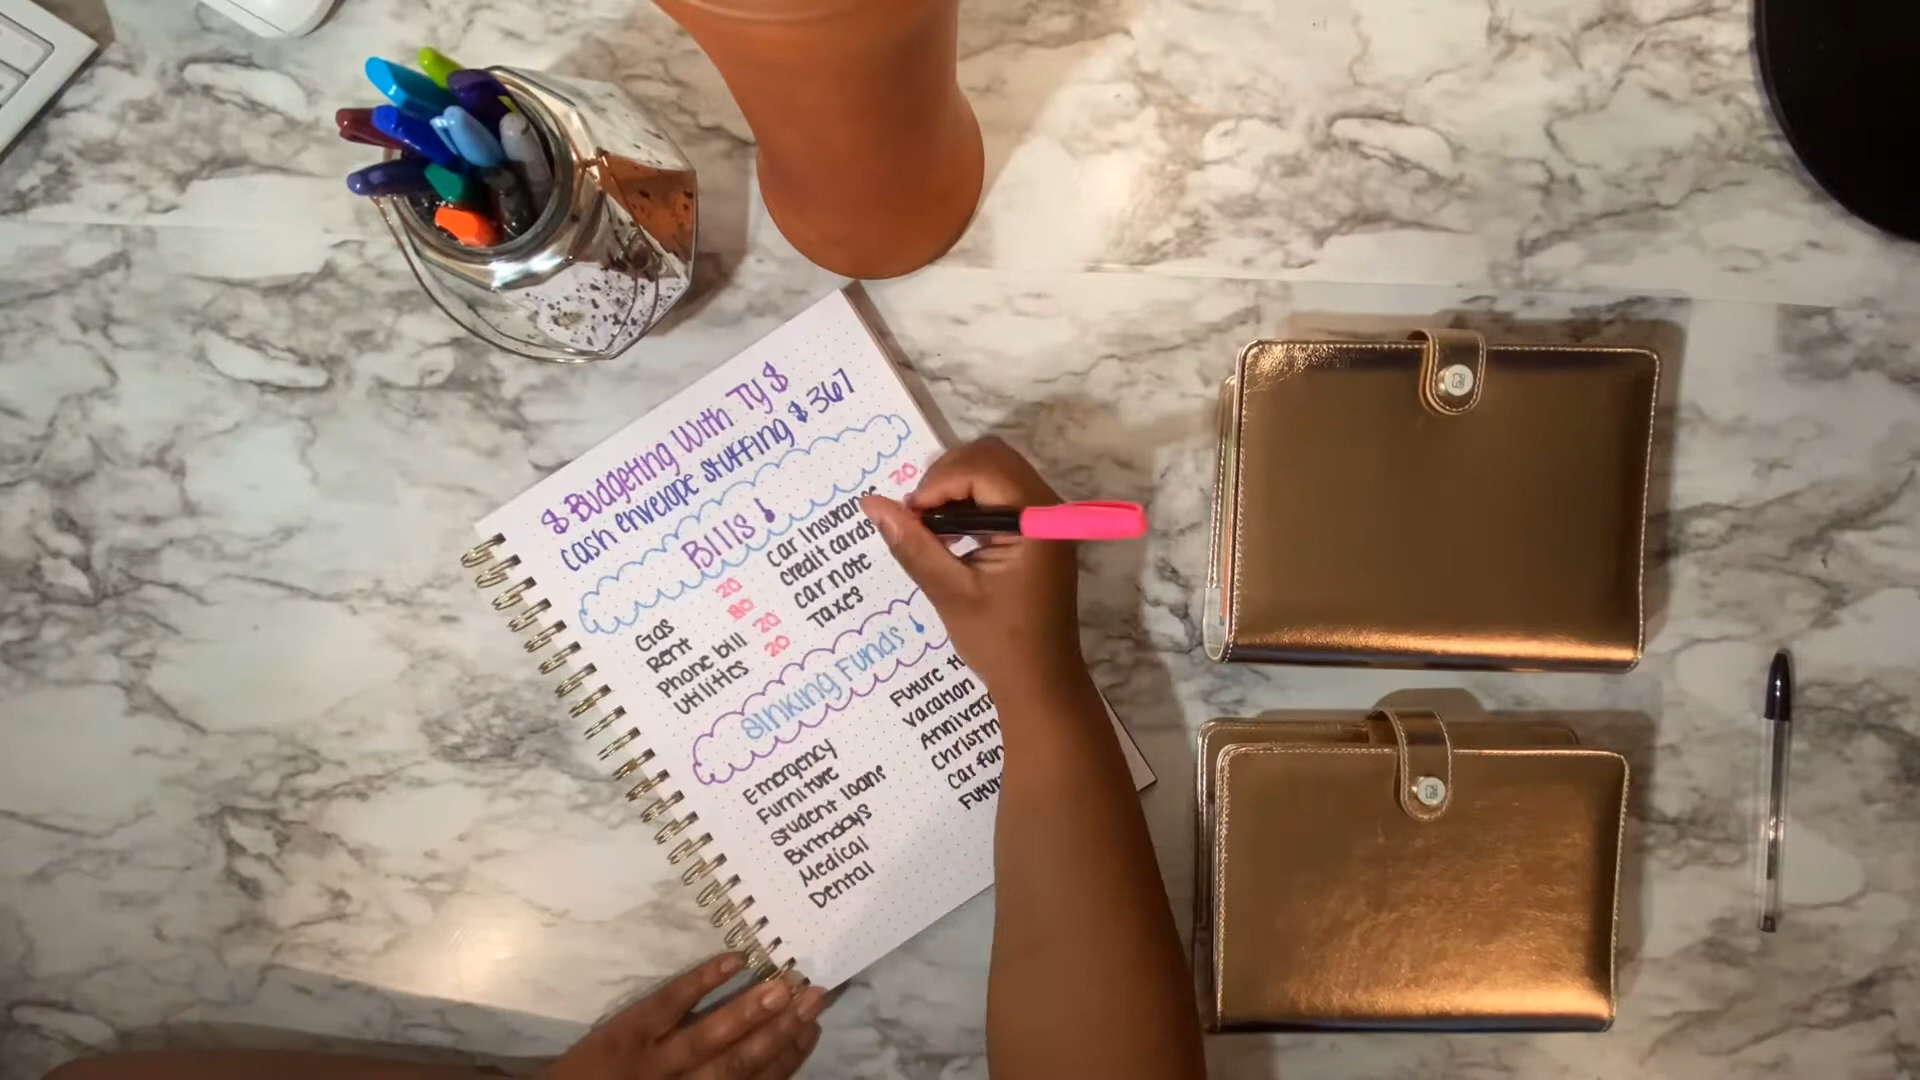 $ Budgeting With Ty $
cash envelope stuffing $ 367
Bills
Gas 20
Rent 80
Phone bill 20
utilities 20
car insurance 20
credit cards
car note
Taxes
Sinking Funds
Emergency
Furniture
Student loans
Birthdays
Medical
Dental
Future
vacation